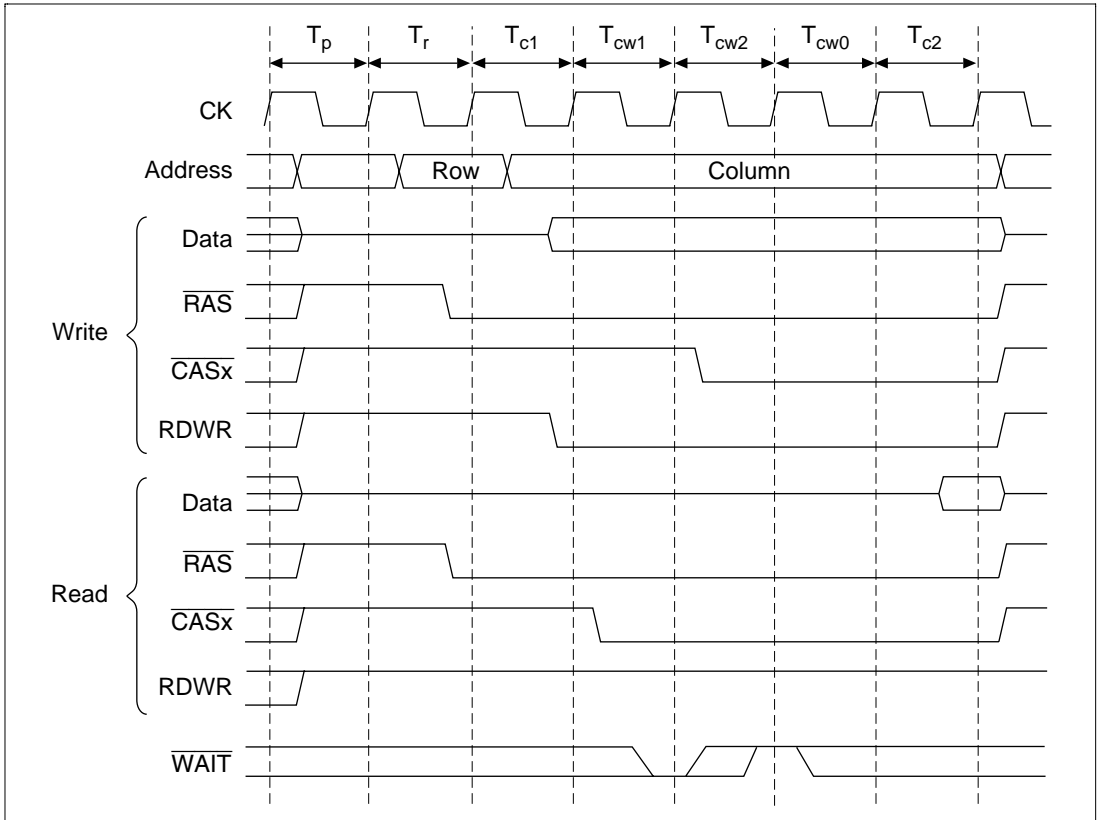 Tp Tr Tc1 Tcw1 Tcw2 Tcw0 Tc2
CK
Address Row Column
Data
RAS
Write
CASx
RDWR
Data
RAS
Read
CASx
RDWR
WAIT